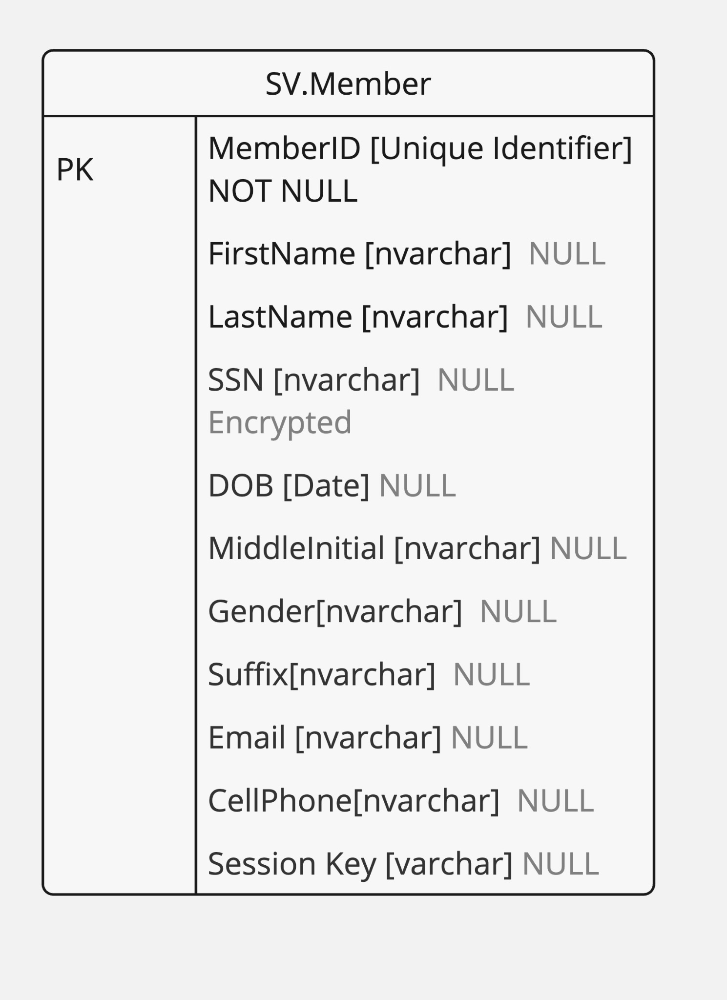 SV.Member
PK
MemberID [Unique Identifier]
NOT NULL
FirstName [nvarchar]  NULL
LastName [nvarchar]  NULL
SSN [nvarchar]  NULL
Encrypted
DOB [Date] NULL
MiddleInitial [nvarchar] NULL
Gender[nvarchar]  NULL
Suffix[nvarchar]  NULL
Email [nvarchar] NULL
CellPhone[nvarchar]  NULL
Session Key [varchar] NULL